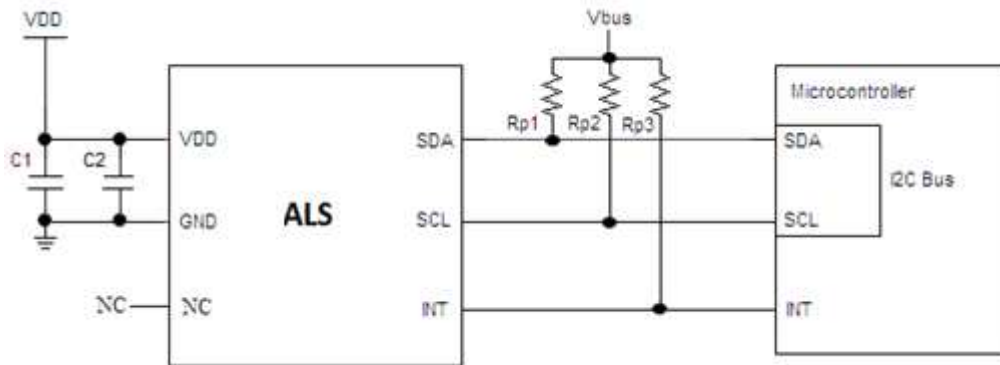 VDD
Vbus
Microcontroller
Rp1 Rp2 Rp3
VDD SDA SDA
C1 C2
I2C Bus
GND ALS SCL SCL
NC NC INT INT